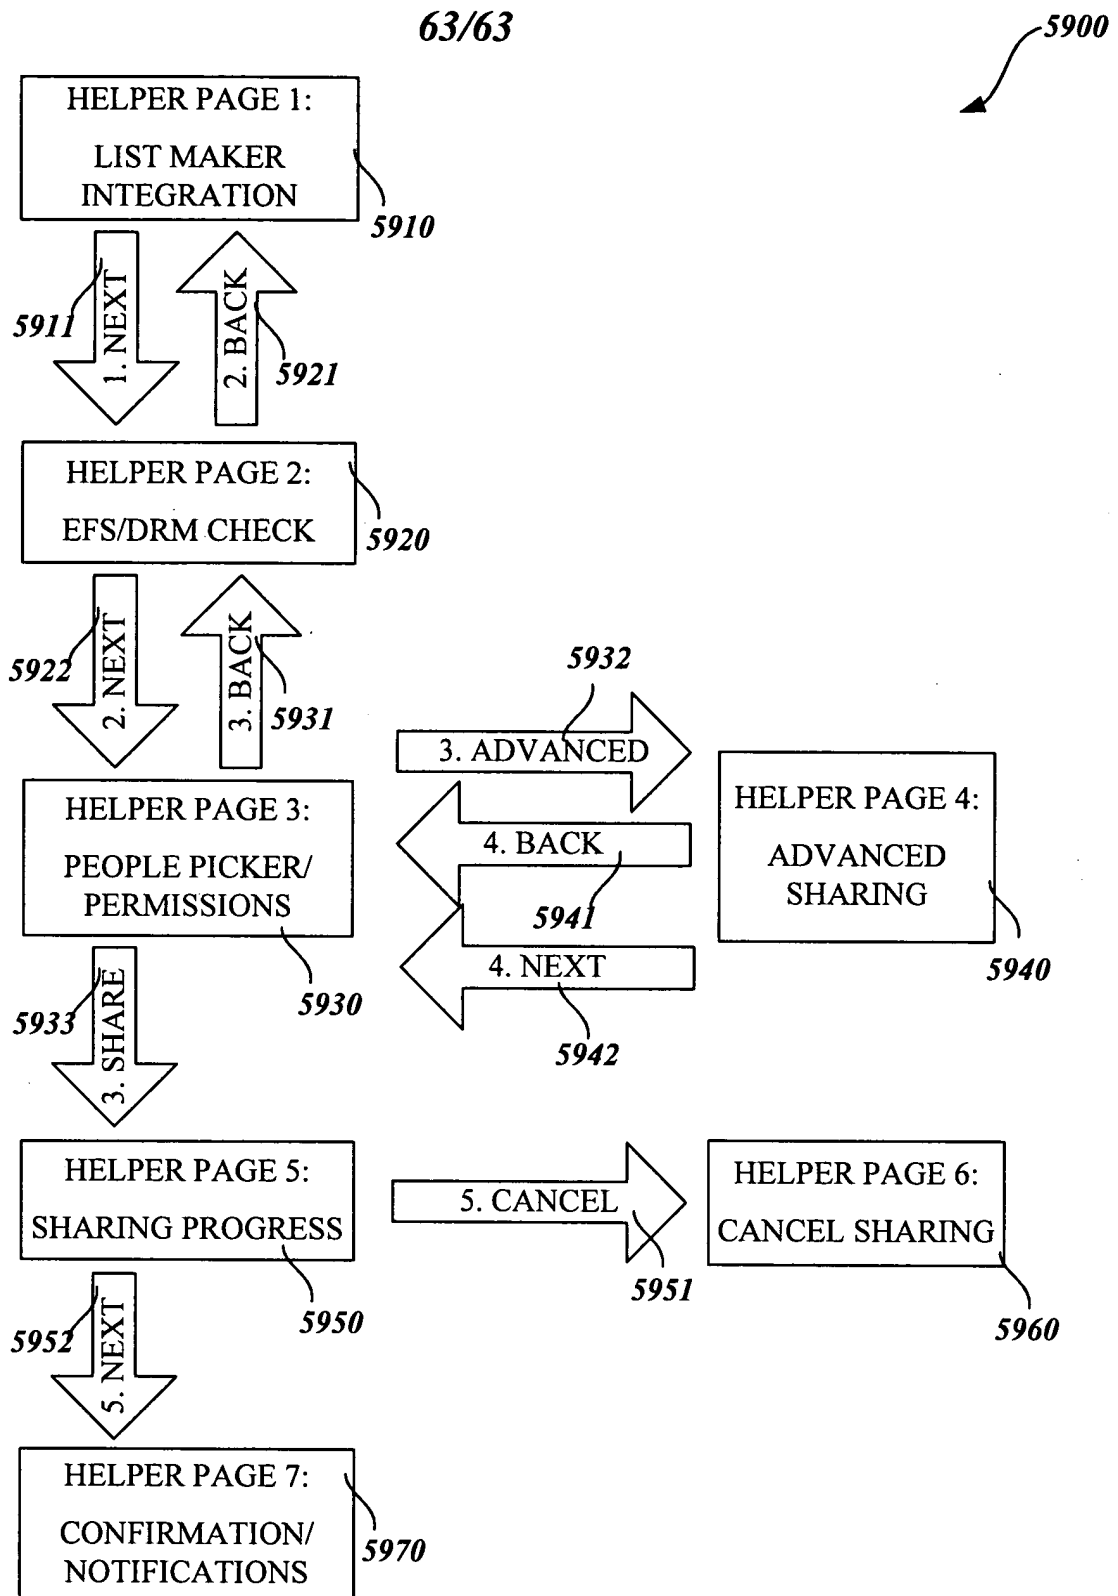 63/63
5900
HELPER PAGE 1:
LIST MAKER
INTEGRATION
5910
5911
1. NEXT
2. BACK
5921
HELPER PAGE 2:
EFS/DRM CHECK
5920
5922
2. NEXT
3. BACK
5931
5932
3. ADVANCED
HELPER PAGE 3:
PEOPLE PICKER/
PERMISSIONS
5930
4. BACK
5941
HELPER PAGE 4:
ADVANCED
SHARING
5940
4. NEXT
5942
5933
3. SHARE
HELPER PAGE 5:
SHARING PROGRESS
5950
5. CANCEL
5951
HELPER PAGE 6:
CANCEL SHARING
5960
5952
5. NEXT
HELPER PAGE 7:
CONFIRMATION/
NOTIFICATIONS
5970